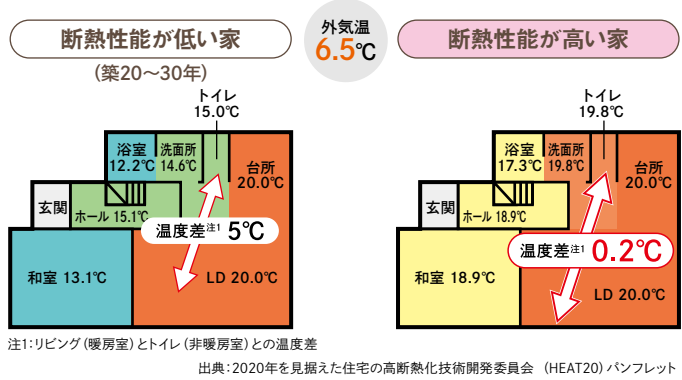 断熱性能が低い家
(築20〜30年)
外気温
6.5℃
断熱性能が高い家
トイレ
15.0℃
浴室
12.2℃
洗面所
14.6℃
台所
20.0℃
玄関
ホール 15.1℃
温度差注1 5℃
和室 13.1℃
LD 20.0℃
トイレ
19.8℃
浴室
17.3℃
洗面所
19.8℃
台所
20.0℃
玄関
ホール 18.9℃
温度差注1 0.2℃
和室 18.9℃
LD 20.0℃
注1:リビング(暖房室)とトイレ(非暖房室)との温度差
出典:2020年を見据えた住宅の高断熱化技術開発委員会 (HEAT20) パンフレット